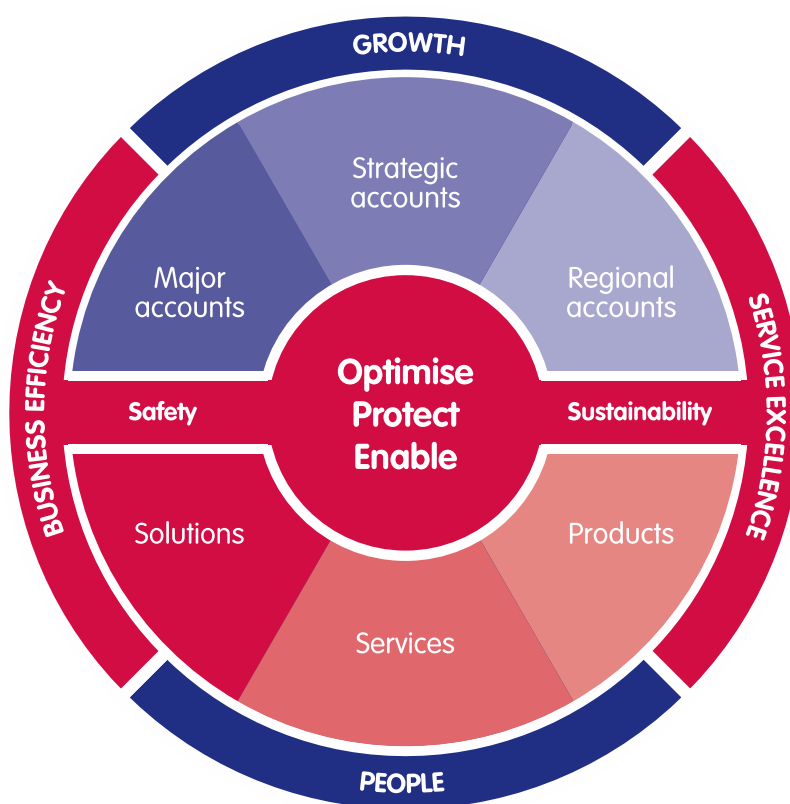 GROWTH
Strategic
accounts
Major
accounts
Regional
accounts
BUSINESS EFFICIENCY
Safety
Optimise
Protect
Enable
Sustainability
SERVICE EXCELLENCE
Solutions
Products
Services
PEOPLE